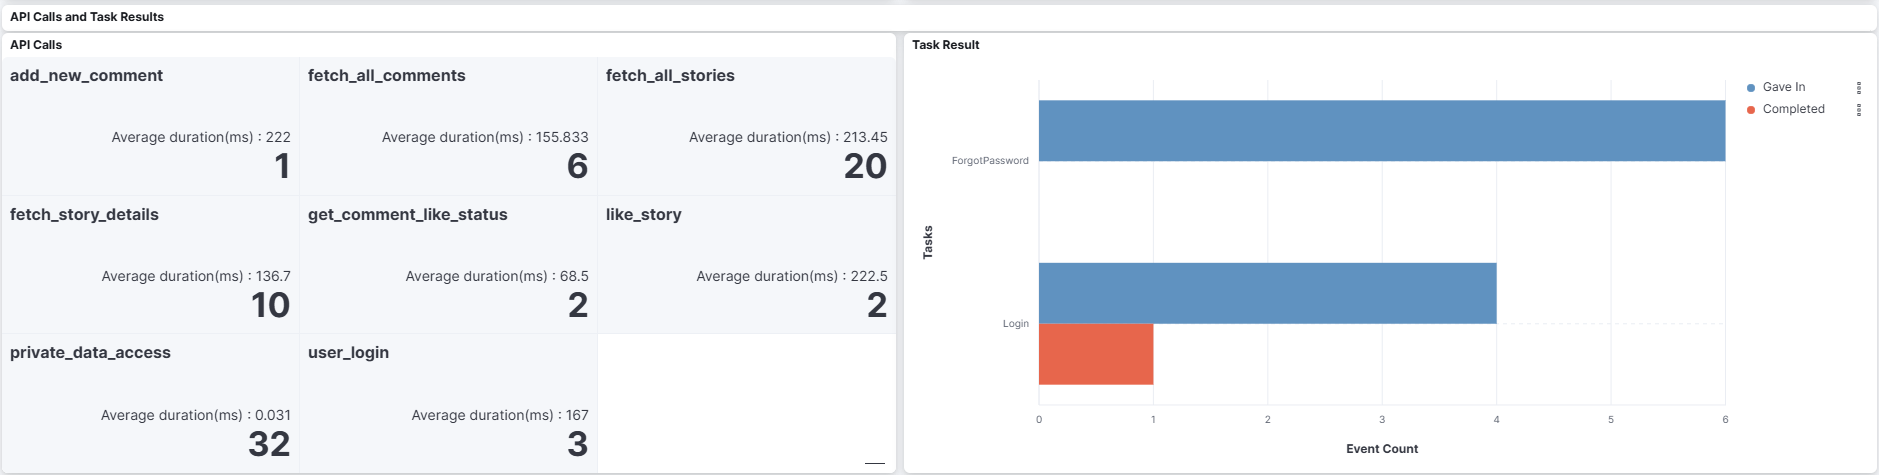 API Calls and Task Results
API Calls
add_new_comment
Average duration(ms) : 222
1
fetch_all_comments
Average duration(ms) : 155.833
6
fetch_all_stories
Average duration(ms) : 213.45
20
fetch_story_details
Average duration(ms) : 136.7
10
get_comment_like_status
Average duration(ms) : 68.5
2
like_story
Average duration(ms) : 222.5
2
private_data_access
Average duration(ms) : 0.031
32
user_login
Average duration(ms) : 167
3
Task Result
Tasks
ForgotPassword
Login
0 1 2 3 4 5 6
Event Count
Gave In
Completed